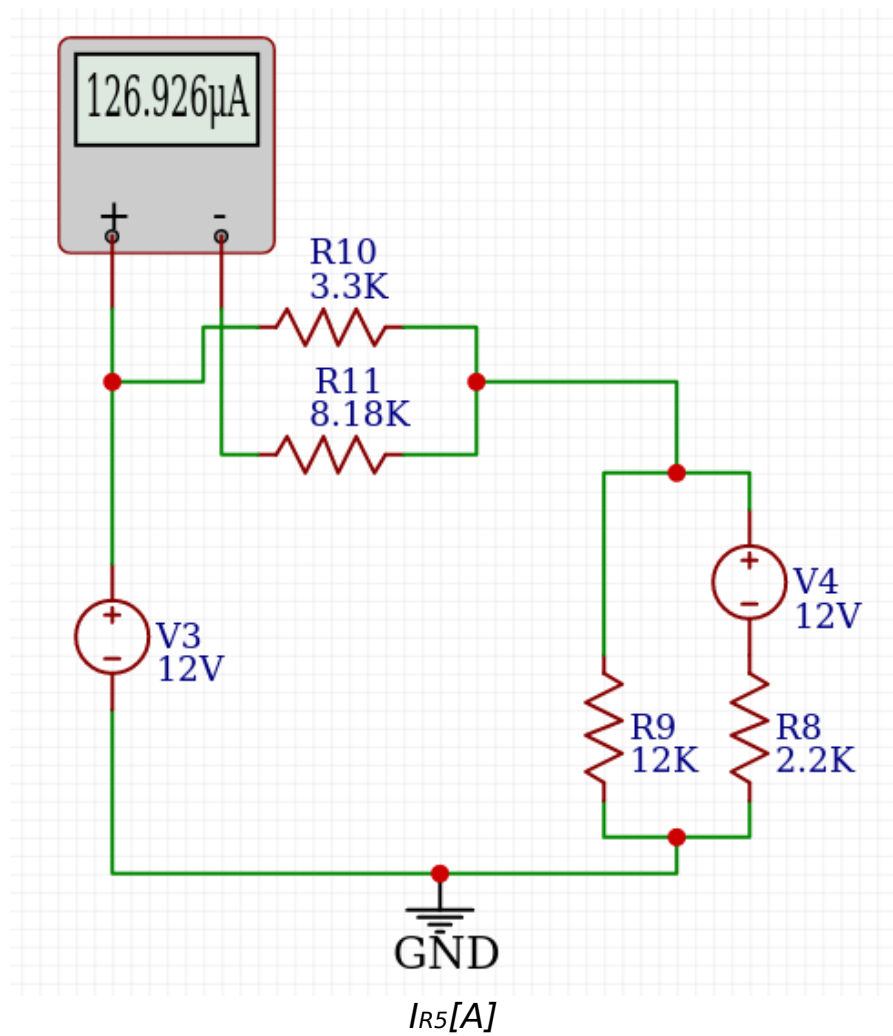 126.926μA
+ -
R10
3.3K
R11
8.18K
+
-
V3
12V
+
-
V4
12V
R9
12K
R8
2.2K
GND
IR5[A]